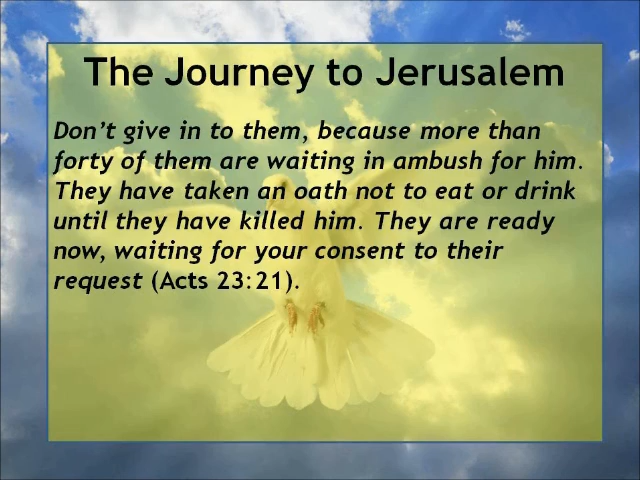 The Journey to Jerusalem
Don’t give in to them, because more than
forty of them are waiting in ambush for him.
They have taken an oath not to eat or drink
until they have killed him. They are ready
now, waiting for your consent to their
request (Acts 23:21).